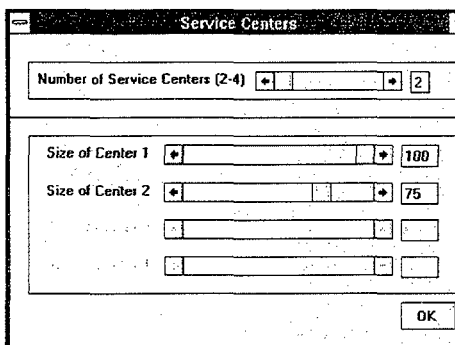 Service Centers
Number of Service Centers (2-4) 2
Size of Center 1 100
Size of Center 2 75
OK